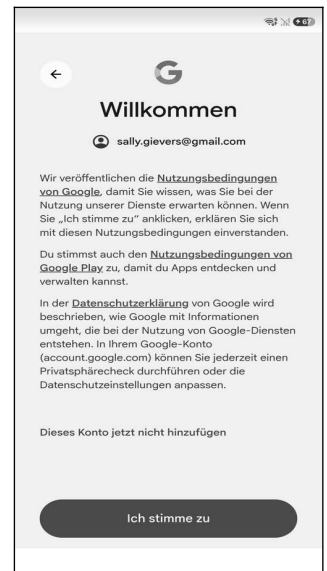 67
G
Willkommen
sally.gievers@gmail.com
Wir veröffentlichen die Nutzungsbedingungen
von Google, damit Sie wissen, was Sie bei der
Nutzung unserer Dienste erwarten können. Wenn
Sie „Ich stimme zu“ anklicken, erklären Sie sich
mit diesen Nutzungsbedingungen einverstanden.
Du stimmst auch den Nutzungsbedingungen von
Google Play zu, damit du Apps entdecken und
verwalten kannst.
In der Datenschutzerklärung von Google wird
beschrieben, wie Google mit Informationen
umgeht, die bei der Nutzung von Google-Diensten
entstehen. In Ihrem Google-Konto
(account.google.com) können Sie jederzeit einen
Privatsphärecheck durchführen oder die
Datenschutzeinstellungen anpassen.
Dieses Konto jetzt nicht hinzufügen
Ich stimme zu